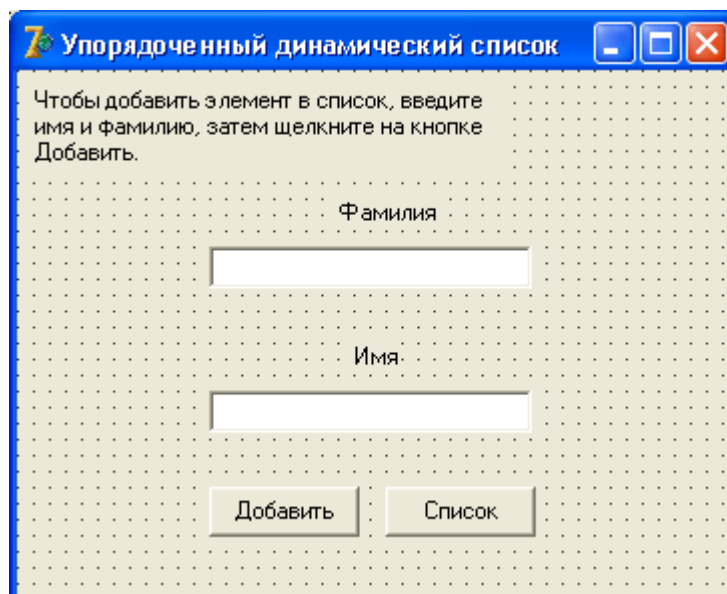 Упорядоченный динамический список
Чтобы добавить элемент в список, введите
имя и фамилию, затем щелкните на кнопке
Добавить.
Фамилия
Имя
Добавить
Список